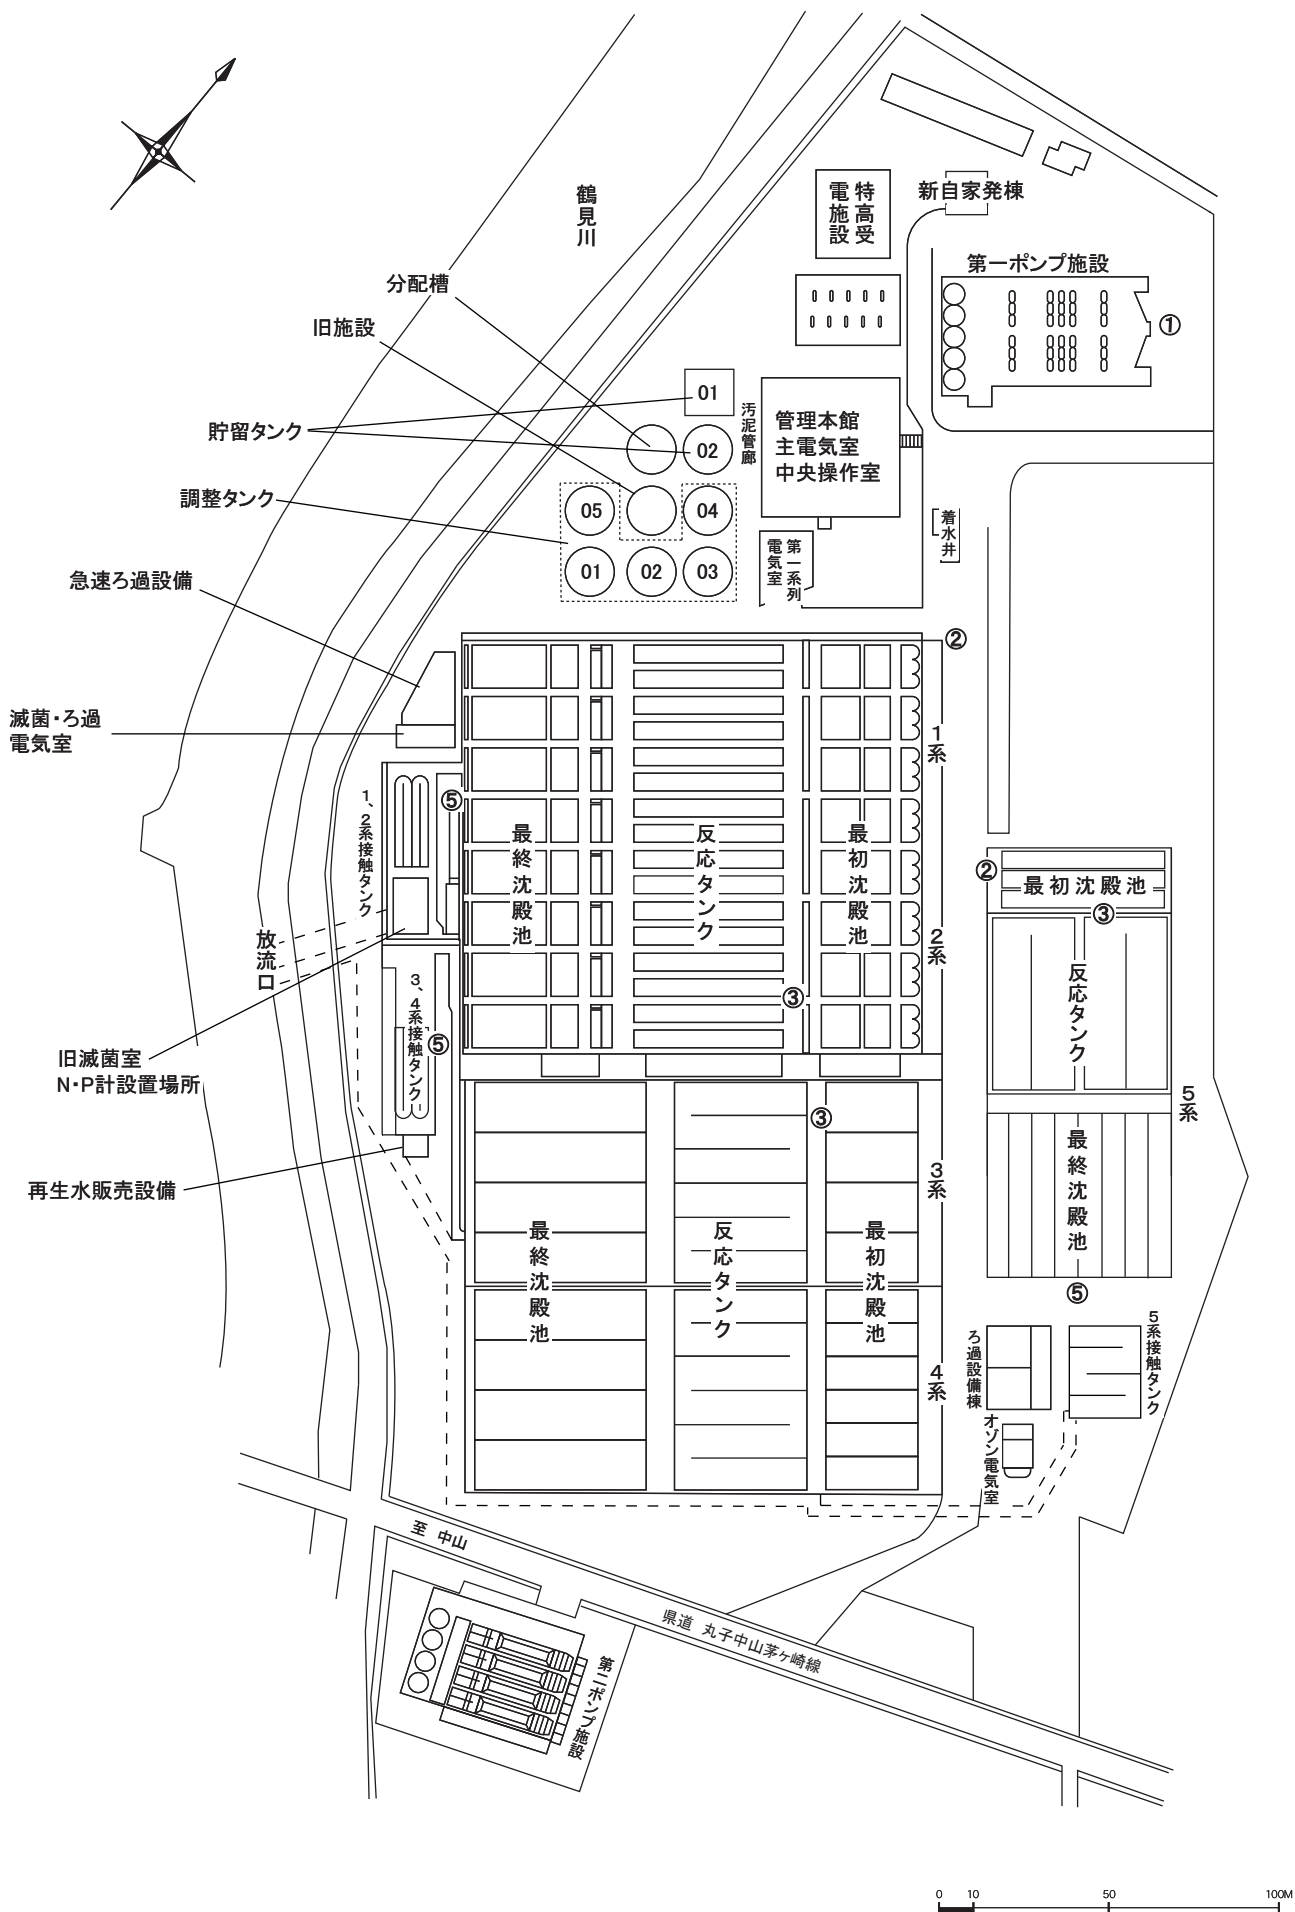 鶴見川
特高受
電施設
新自家発棟
第一ポンプ施設
①
分配槽
旧施設
貯留タンク
01
02
汚泥管廊
管理本館
主電気室
中央操作室
調整タンク
05
04
01
02
03
第一系列
電気室
着水井
急速ろ過設備
滅菌・ろ過
電気室
②
1系
⑤
1、2系接触タンク
最終沈殿池
反応タンク
最初沈殿池
2系
②
最初沈殿池
③
放流口
③
反応タンク
3、4系接触タンク
⑤
旧滅菌室
N・P計設置場所
5系
③
最終沈殿池
3系
再生水販売設備
最終沈殿池
反応タンク
最初沈殿池
⑤
4系
ろ過設備棟
5系接触タンク
オゾン電気室
至 中山
県道 丸子中山茅ヶ崎線
第二ポンプ施設
0 10 50 100M